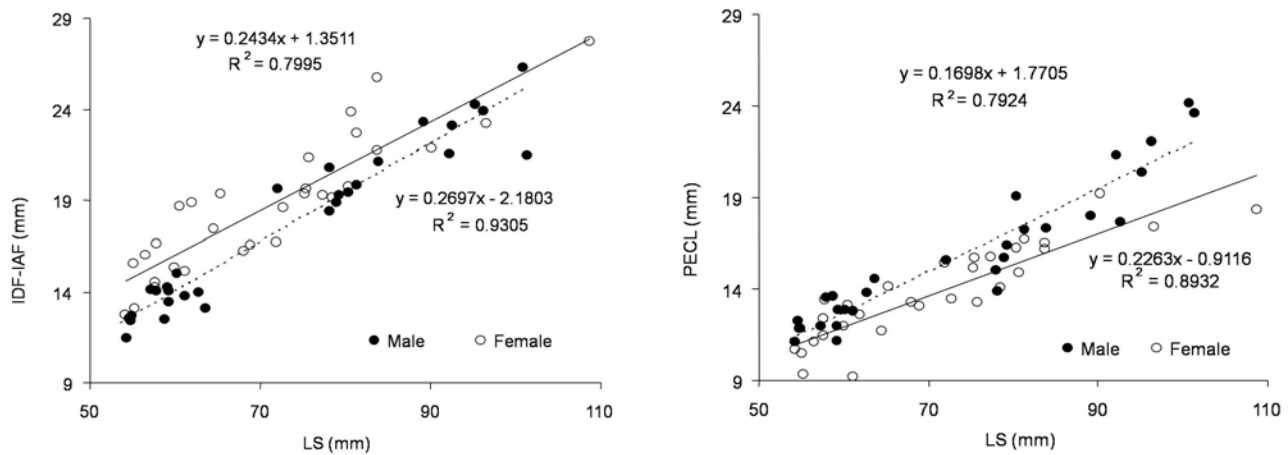 29
24
19
14
9
50
70
90
110
IDF-IAF (mm)
LS (mm)
y = 0.2434x + 1.3511
R2 = 0.7995
y = 0.2697x - 2.1803
R2 = 0.9305
Male
Female
29
24
19
14
9
50
70
90
110
PECL (mm)
LS (mm)
y = 0.1698x + 1.7705
R2 = 0.7924
y = 0.2263x - 0.9116
R2 = 0.8932
Male
Female